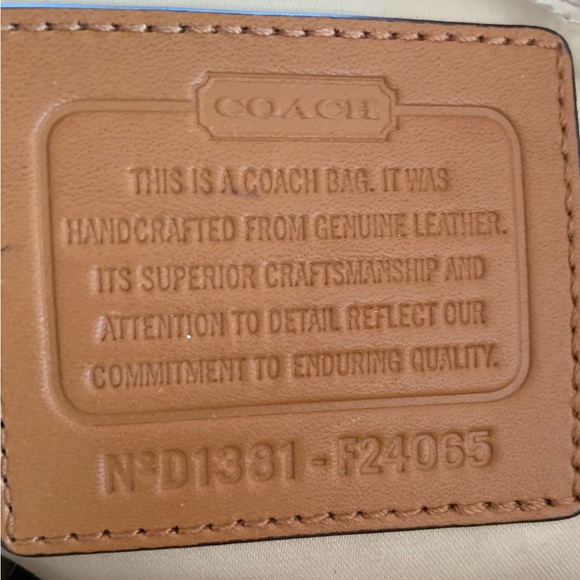 COACH
THIS IS A COACH BAG. IT WAS
HANDCRAFTED FROM GENUINE LEATHER.
ITS SUPERIOR CRAFTSMANSHIP AND
ATTENTION TO DETAIL REFLECT OUR
COMMITMENT TO ENDURING QUALITY.
Nº D1381 - F24065